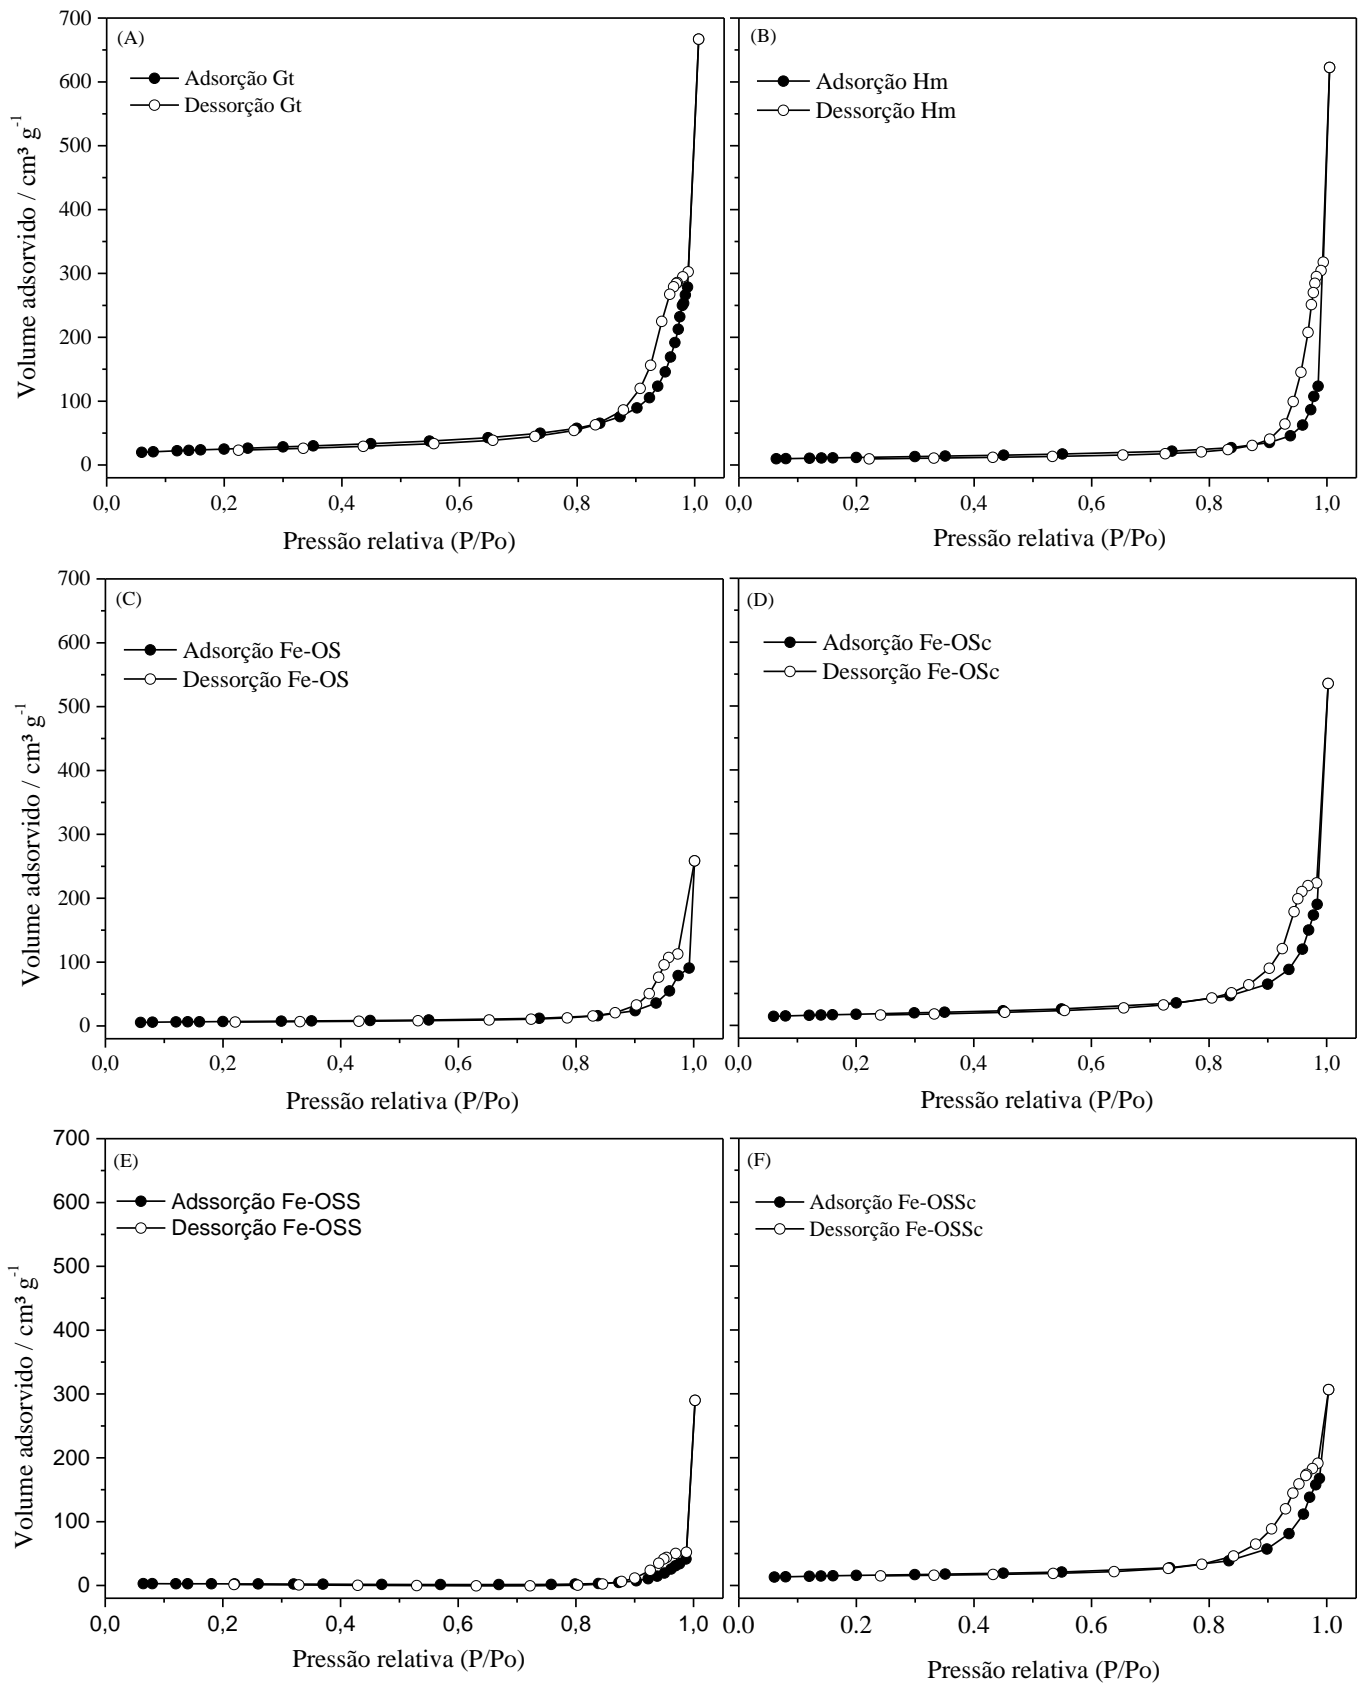 (A)
Adsorção Gt
Dessorção Gt
700
600
500
400
300
200
100
0
Volume adsorvido / cm³ g-1
0,0 0,2 0,4 0,6 0,8 1,0
Pressão relativa (P/Po)
(B)
Adsorção Hm
Dessorção Hm
0,0 0,2 0,4 0,6 0,8 1,0
Pressão relativa (P/Po)
(C)
Adsorção Fe-OS
Dessorção Fe-OS
700
600
500
400
300
200
100
0
Volume adsorvido / cm³ g-1
0,0 0,2 0,4 0,6 0,8 1,0
Pressão relativa (P/Po)
(D)
Adsorção Fe-OSc
Dessorção Fe-OSc
0,0 0,2 0,4 0,6 0,8 1,0
Pressão relativa (P/Po)
(E)
Adssorção Fe-OSS
Dessorção Fe-OSS
700
600
500
400
300
200
100
0
Volume adsorvido / cm³ g-1
0,0 0,2 0,4 0,6 0,8 1,0
Pressão relativa (P/Po)
(F)
Adsorção Fe-OSSc
Dessorção Fe-OSSc
0.0 0.2 0.4 0.6 0.8 1.0
Pressão relativa (P/Po)